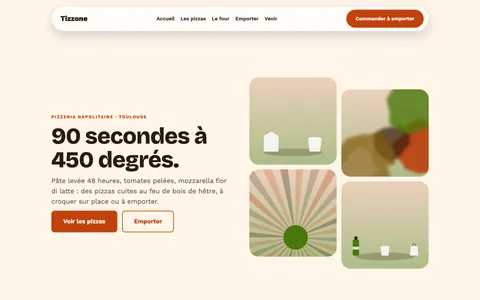 Tizzone
Accueil Les pizzas Le four Emporter Venir
Commander à emporter
PIZZERIA NAPOLITAINE · TOULOUSE
90 secondes à
450 degrés.
Pâte levée 48 heures, tomates pelées, mozzarella fior
di latte : des pizzas cuites au feu de bois de hêtre, à
croquer sur place ou à emporter.
Voir les pizzas
Emporter